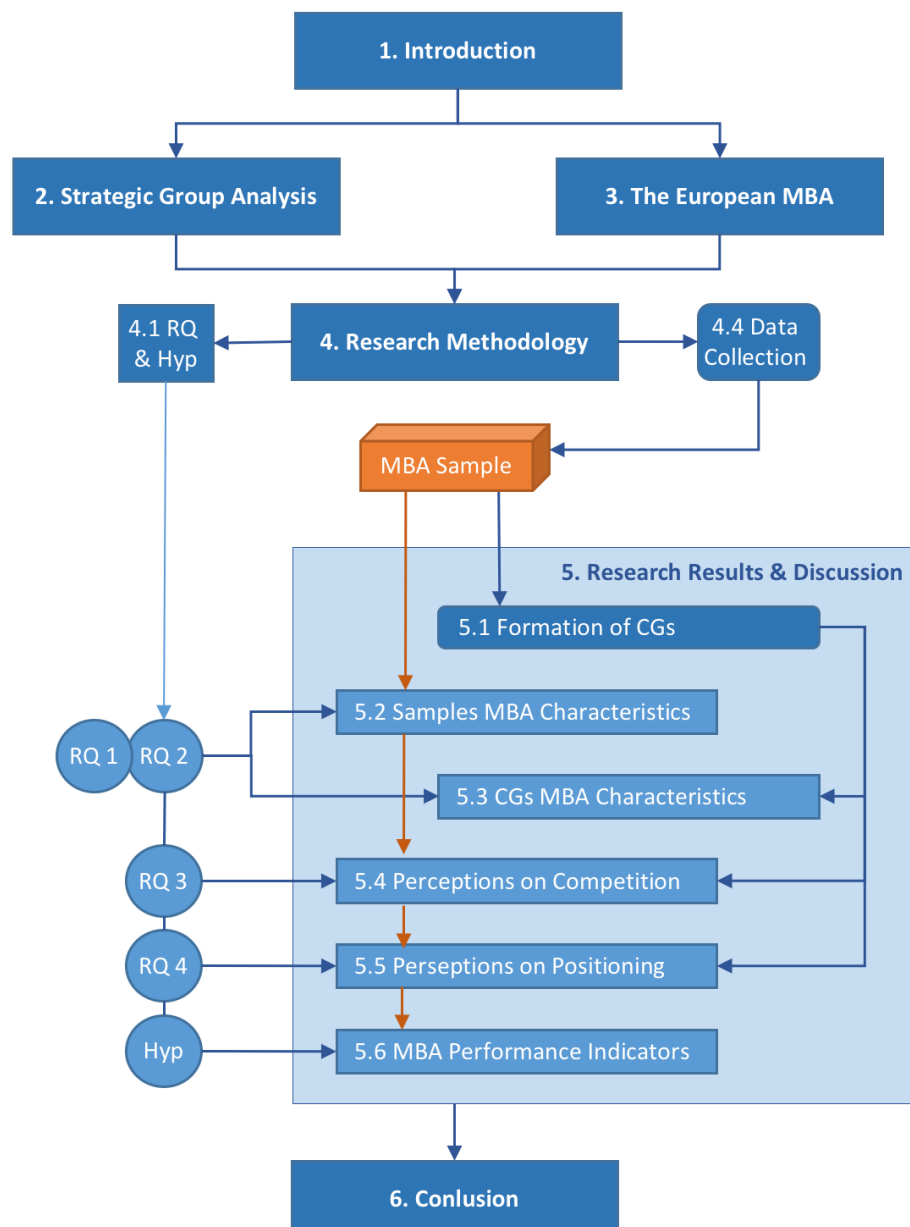 1. Introduction
2. Strategic Group Analysis
3. The European MBA
4.1 RQ
& Hyp
4. Research Methodology
4.4 Data
Collection
MBA Sample
5. Research Results & Discussion
5.1 Formation of CGs
5.2 Samples MBA Characteristics
RQ 1
RQ 2
5.3 CGs MBA Characteristics
RQ 3
5.4 Perceptions on Competition
RQ 4
5.5 Perseptions on Positioning
Hyp
5.6 MBA Performance Indicators
6. Conlusion